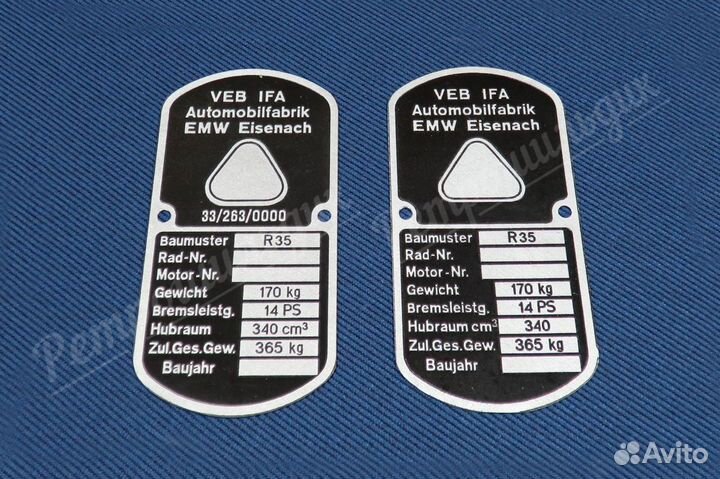 VEB IFA
Automobilfabrik
EMW Eisenach
33/263/0000
Baumuster R35
Rad-Nr.
Motor-Nr.
Gewicht 170 kg
Bremsleistg. 14 PS
Hubraum 340 cm³
Zul.Ges.Gew. 365 kg
Baujahr
VEB IFA
Automobilfabrik
EMW Eisenach
Baumuster R35
Rad-Nr.
Motor-Nr.
Gewicht 170 kg
Bremsleistg. 14 PS
Hubraum cm³ 340
Zul.Ges.Gew. 365 kg
Baujahr
Avito